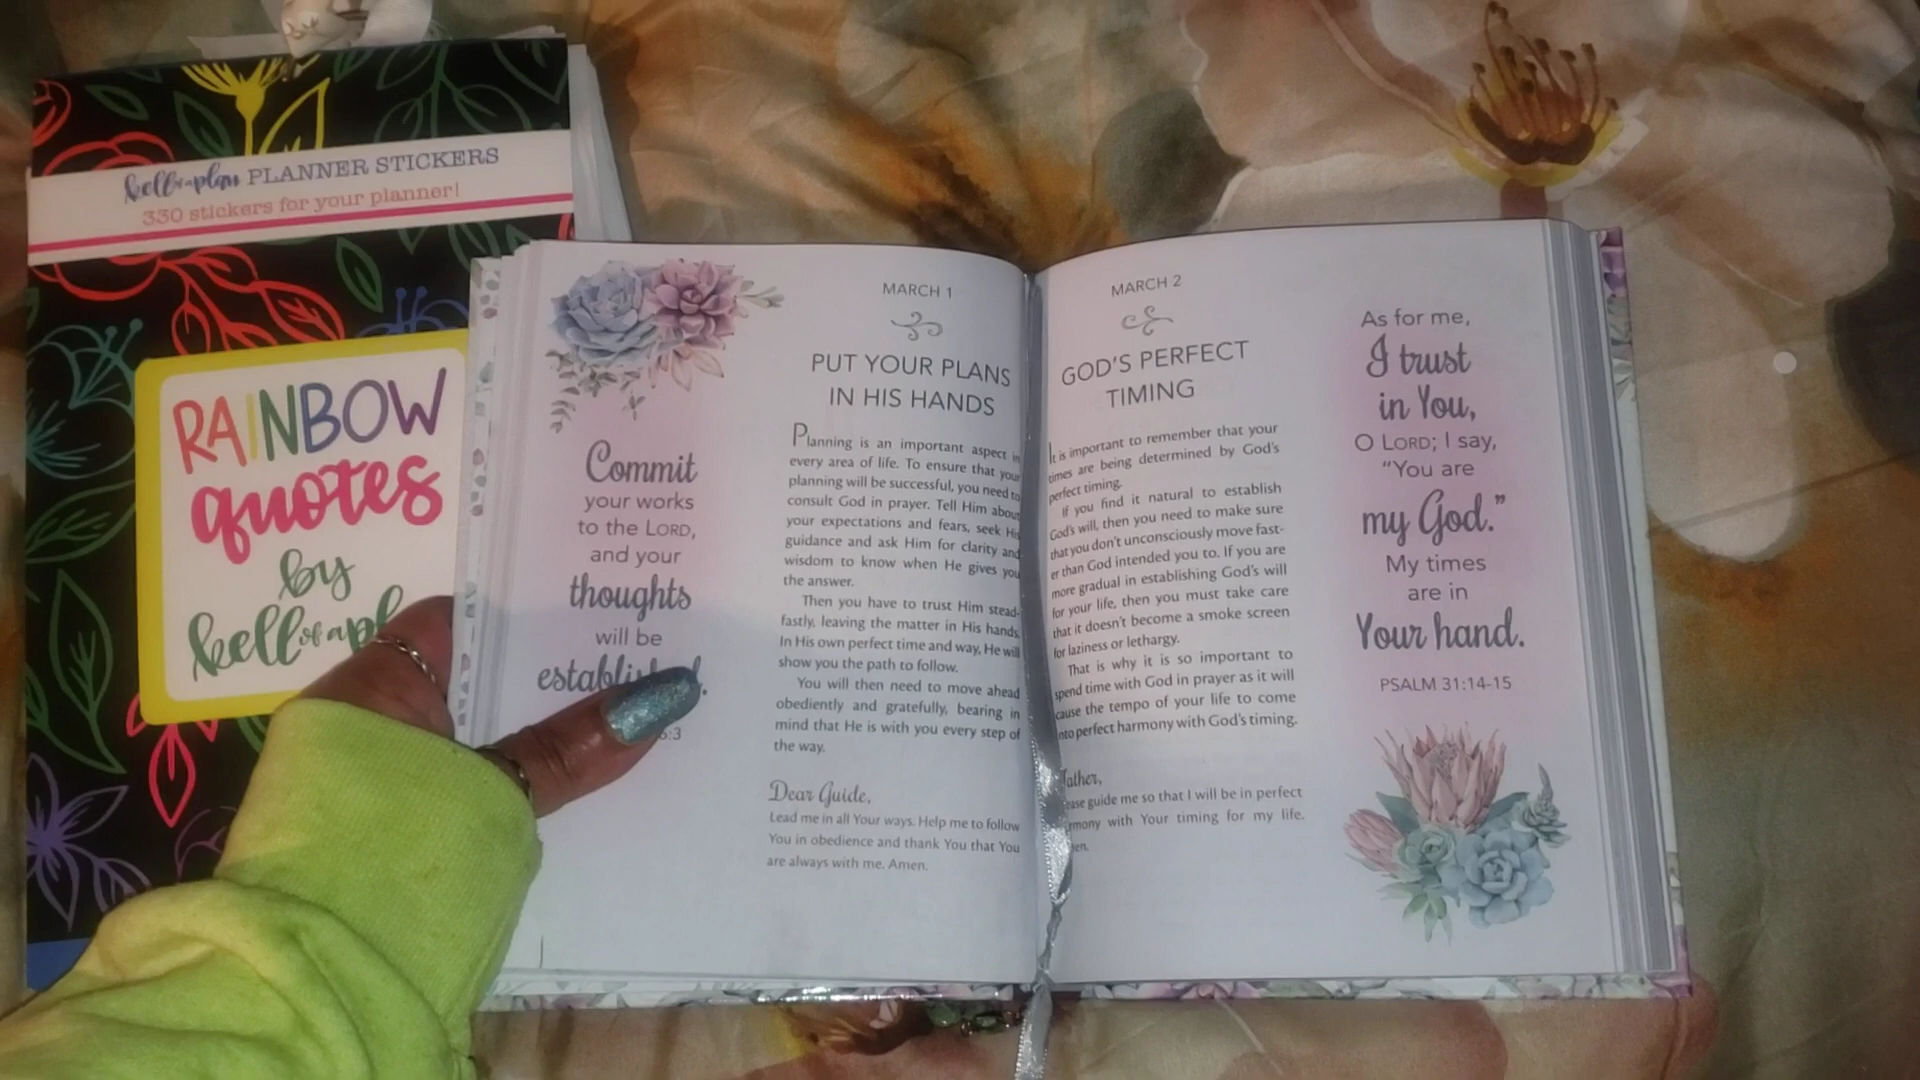 kell of a plan PLANNER STICKERS
330 stickers for your planner!
RAINBOW
quotes
by
kell of a pl
Commit
your works
to the LORD,
and your
thoughts
will be
6:3
MARCH 1
PUT YOUR PLANS
IN HIS HANDS
Planning is an important aspect in
every area of life. To ensure that your
planning will be successful, you need to
consult God in prayer. Tell Him about
your expectations and fears, seek His
guidance and ask Him for clarity and
wisdom to know when He gives you
the answer.
Then you have to trust Him stead-
fastly, leaving the matter in His hands.
In His own perfect time and way, He will
show you the path to follow.
You will then need to move ahead
obediently and gratefully, bearing in
mind that He is with you every step of
the way.
Dear Guide,
Lead me in all Your ways. Help me to follow
You in obedience and thank You that You
are always with me. Amen.
MARCH 2
GOD'S PERFECT
TIMING
It is important to remember that your
times are being determined by God's
perfect timing.
If you find it natural to establish
God's will, then you need to make sure
that you don't unconsciously move fast-
er than God intended you to. If you are
more gradual in establishing God's will
for your life, then you must take care
that it doesn't become a smoke screen
for laziness or lethargy.
That is why it is so important to
spend time with God in prayer as it will
cause the tempo of your life to come
into perfect harmony with God's timing.
Father,
ease guide me so that I will be in perfect
rmony with Your timing for my life.
en.
As for me,
I trust
in You,
O LORD; I say,
"You are
my God."
My times
are in
Your hand.
PSALM 31:14-15